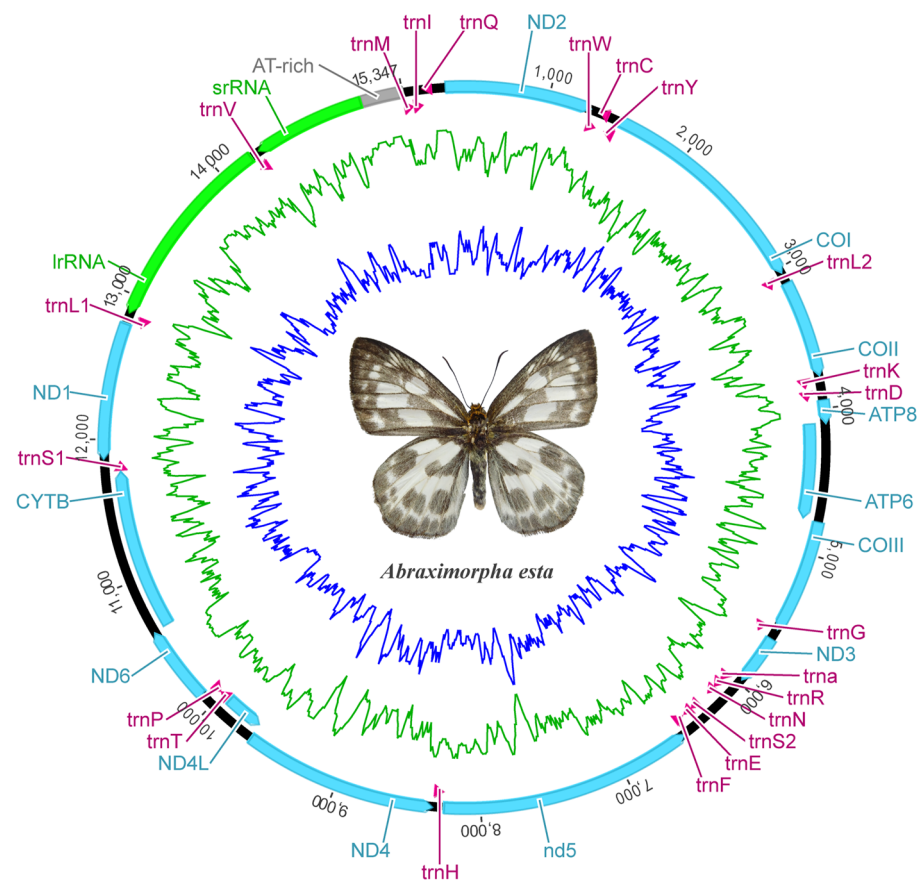 trnI
trnQ
ND2
trnM
trnW
AT-rich
15,347
1,000
trnC
srRNA
trnY
trnV
14,000
2,000
COI
lrRNA
3,000
trnL2
13,000
trnL1
COII
trnK
trnD
ND1
4,000
ATP8
12,000
trnS1
CYTB
ATP6
COIII
5,000
Abraximorpha esta
11,000
trnG
ND3
ND6
trna
trnR
6,000
trnP
10,000
trnN
trnT
trnS2
ND4L
trnE
trnF
7,000
9,000
8,000
ND4
nd5
trnH